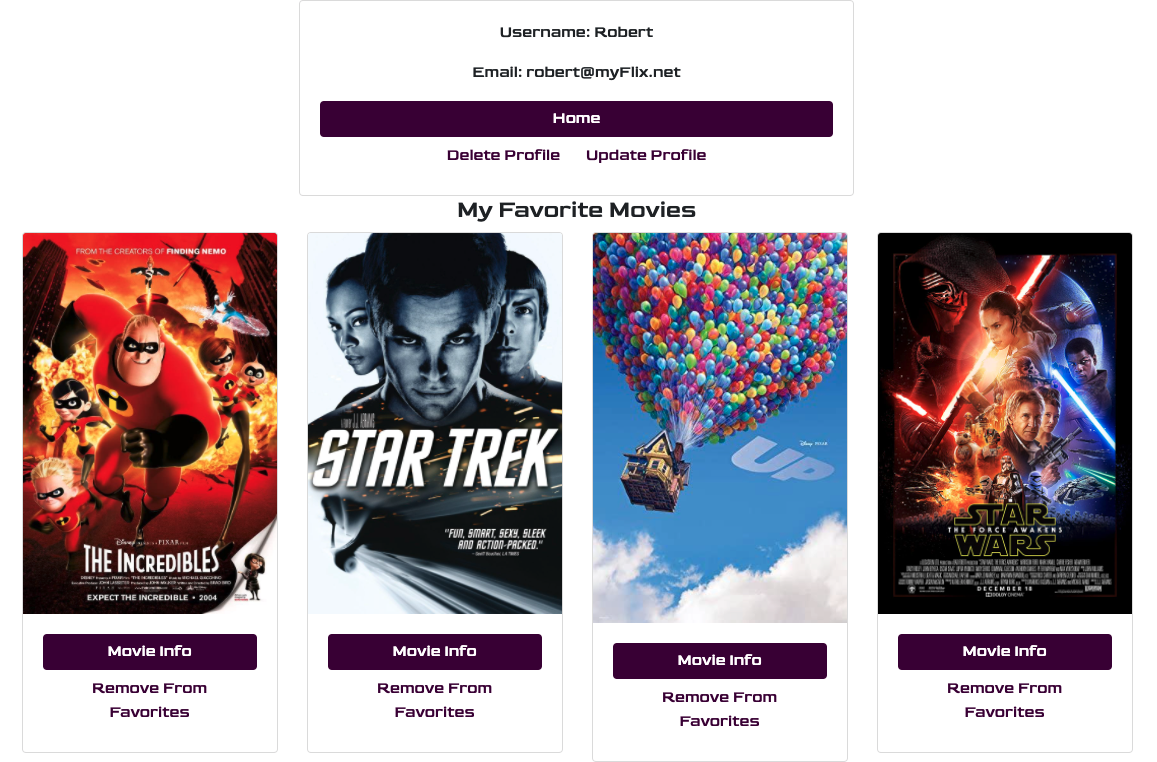 Username: Robert
Email: robert@myFlix.net
Home
Delete Profile Update Profile
My Favorite Movies
FROM THE CREATORS OF FINDING NEMO
THE INCREDIBLES
EXPECT THE INCREDIBLE • 2004
Movie Info
Remove From
Favorites
STAR TREK
"FUN, SMART, SEXY, SLEEK
AND ACTION-PACKED."
Movie Info
Remove From
Favorites
Disney PIXAR
UP
Movie Info
Remove From
Favorites
STAR
THE FORCE AWAKENS
WARS
DECEMBER 18
Movie Info
Remove From
Favorites